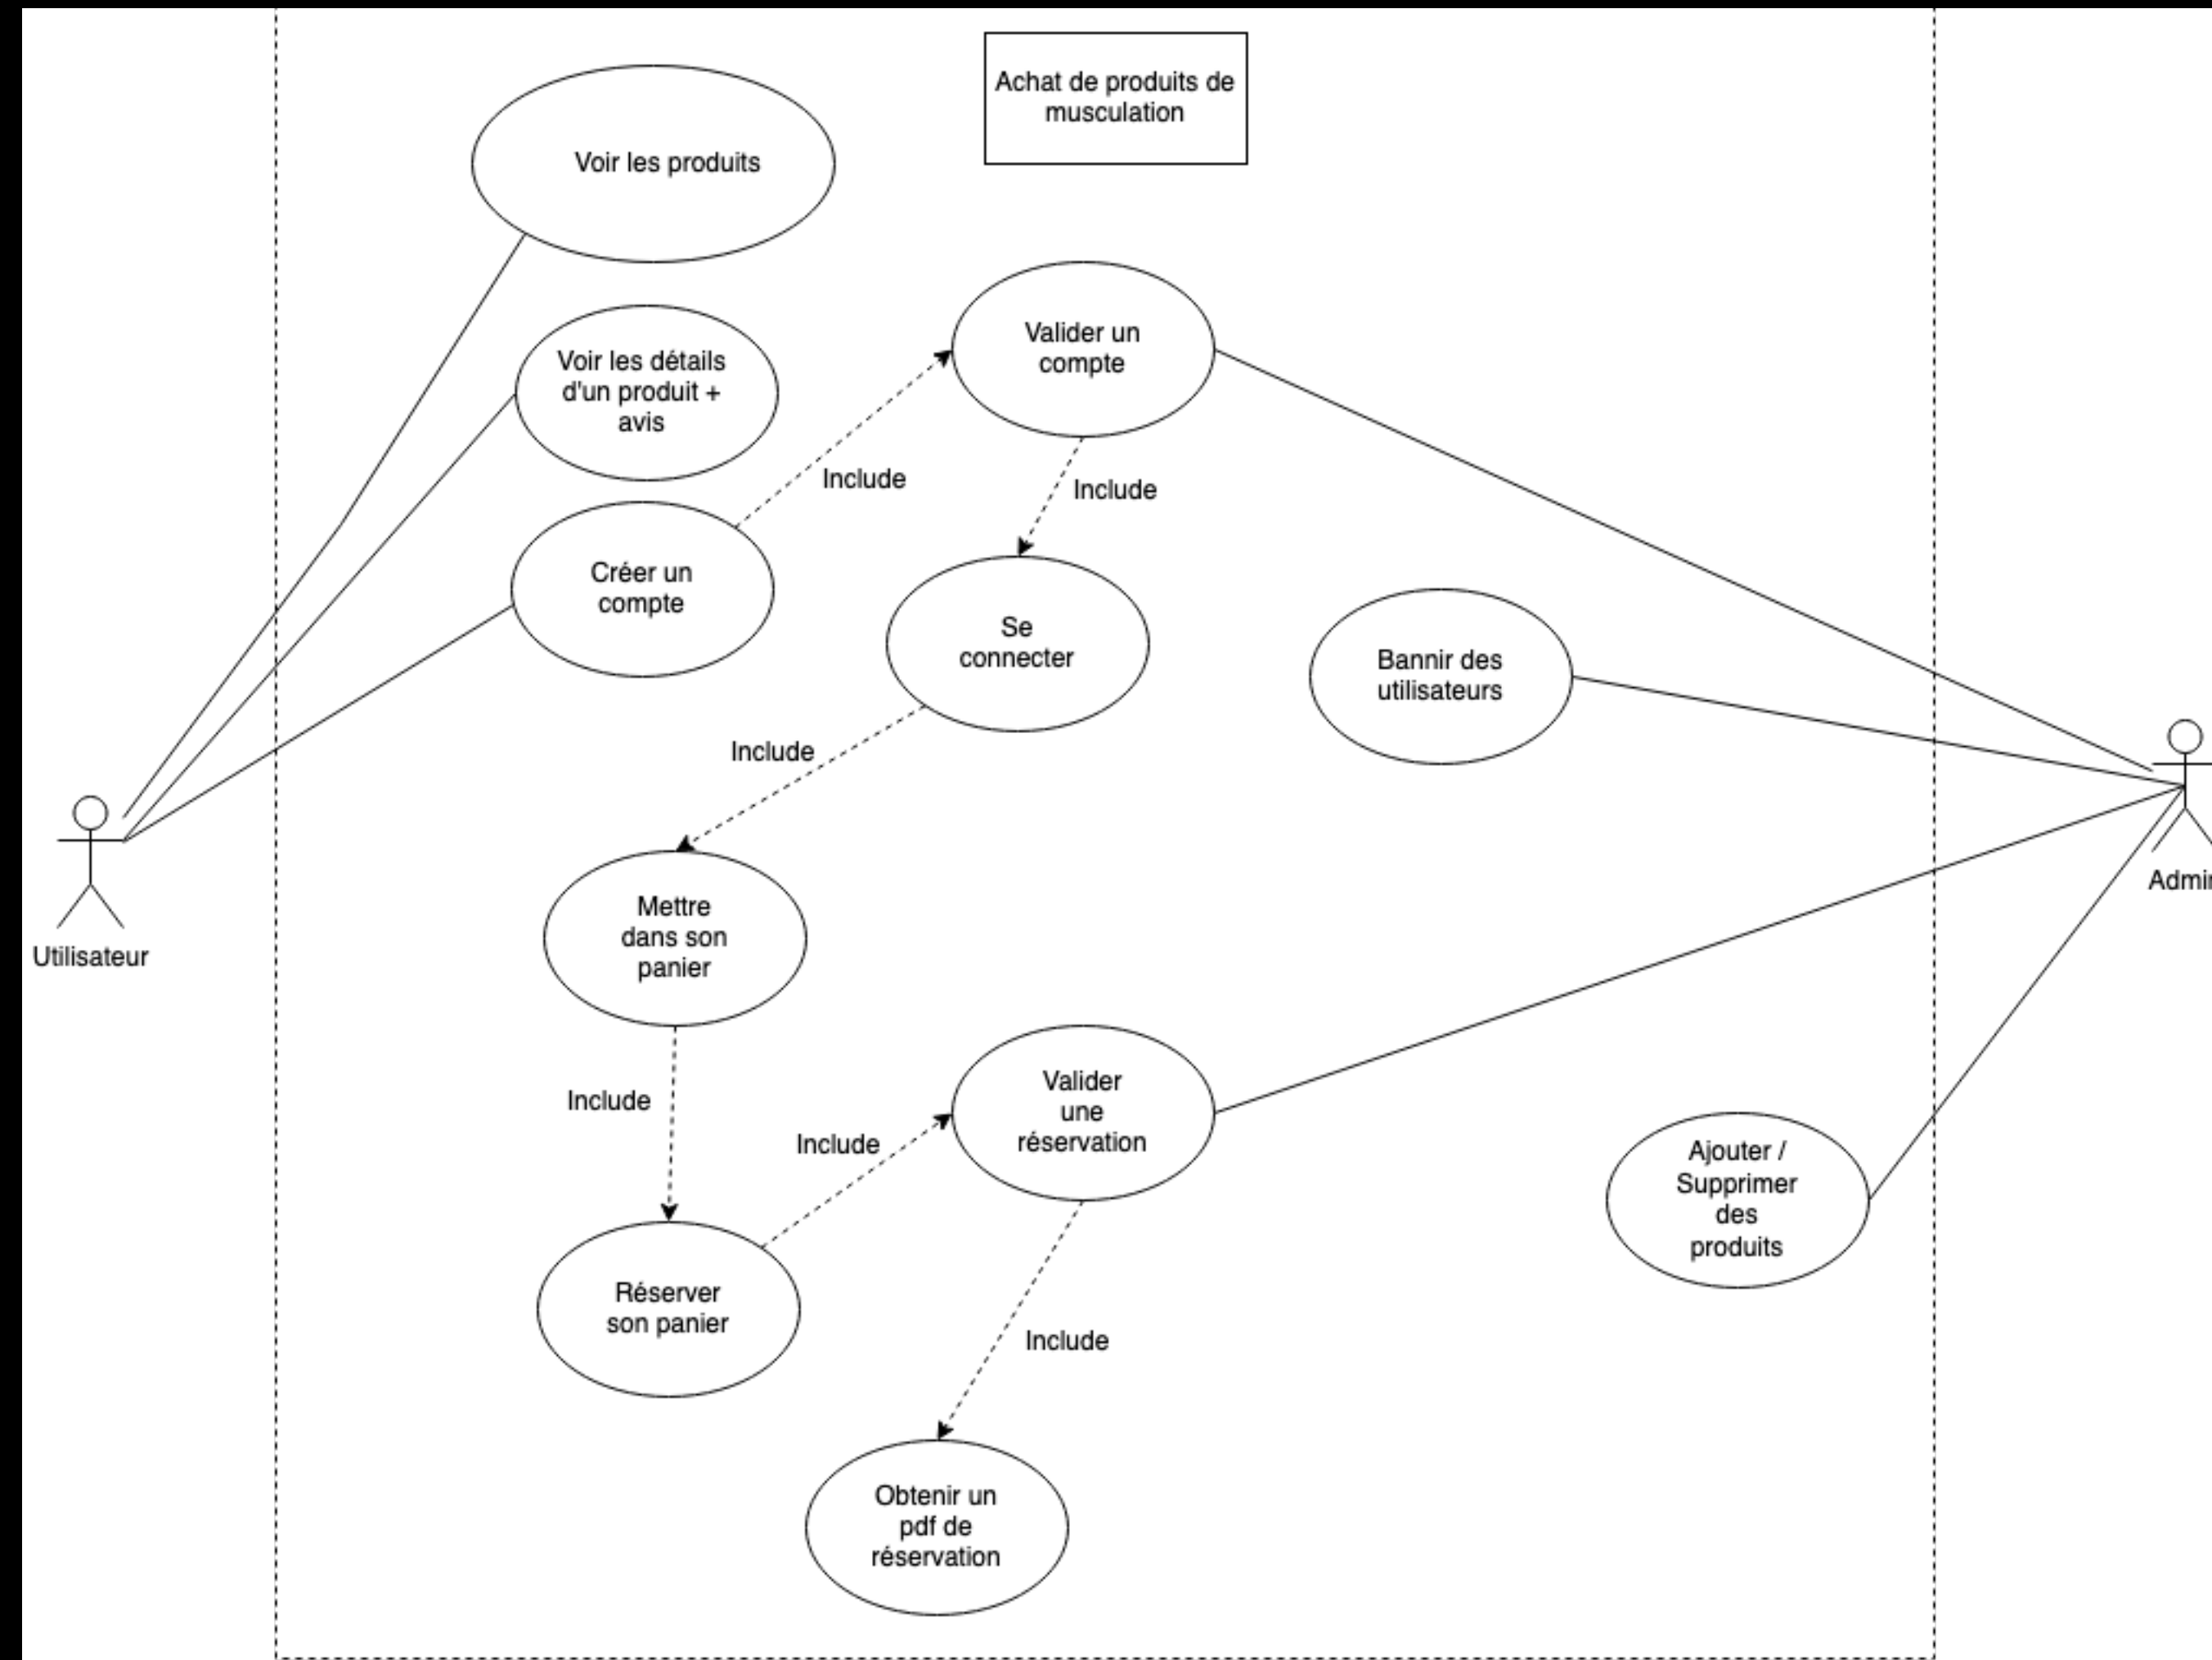 Achat de produits de
musculation
Voir les produits
Valider un
compte
Voir les détails
d'un produit +
avis
Include
Include
Créer un
compte
Se
connecter
Bannir des
utilisateurs
Include
Utilisateur
Mettre
dans son
panier
Include
Include
Valider
une
réservation
Ajouter /
Supprimer
des
produits
Réserver
son panier
Include
Obtenir un
pdf de
réservation